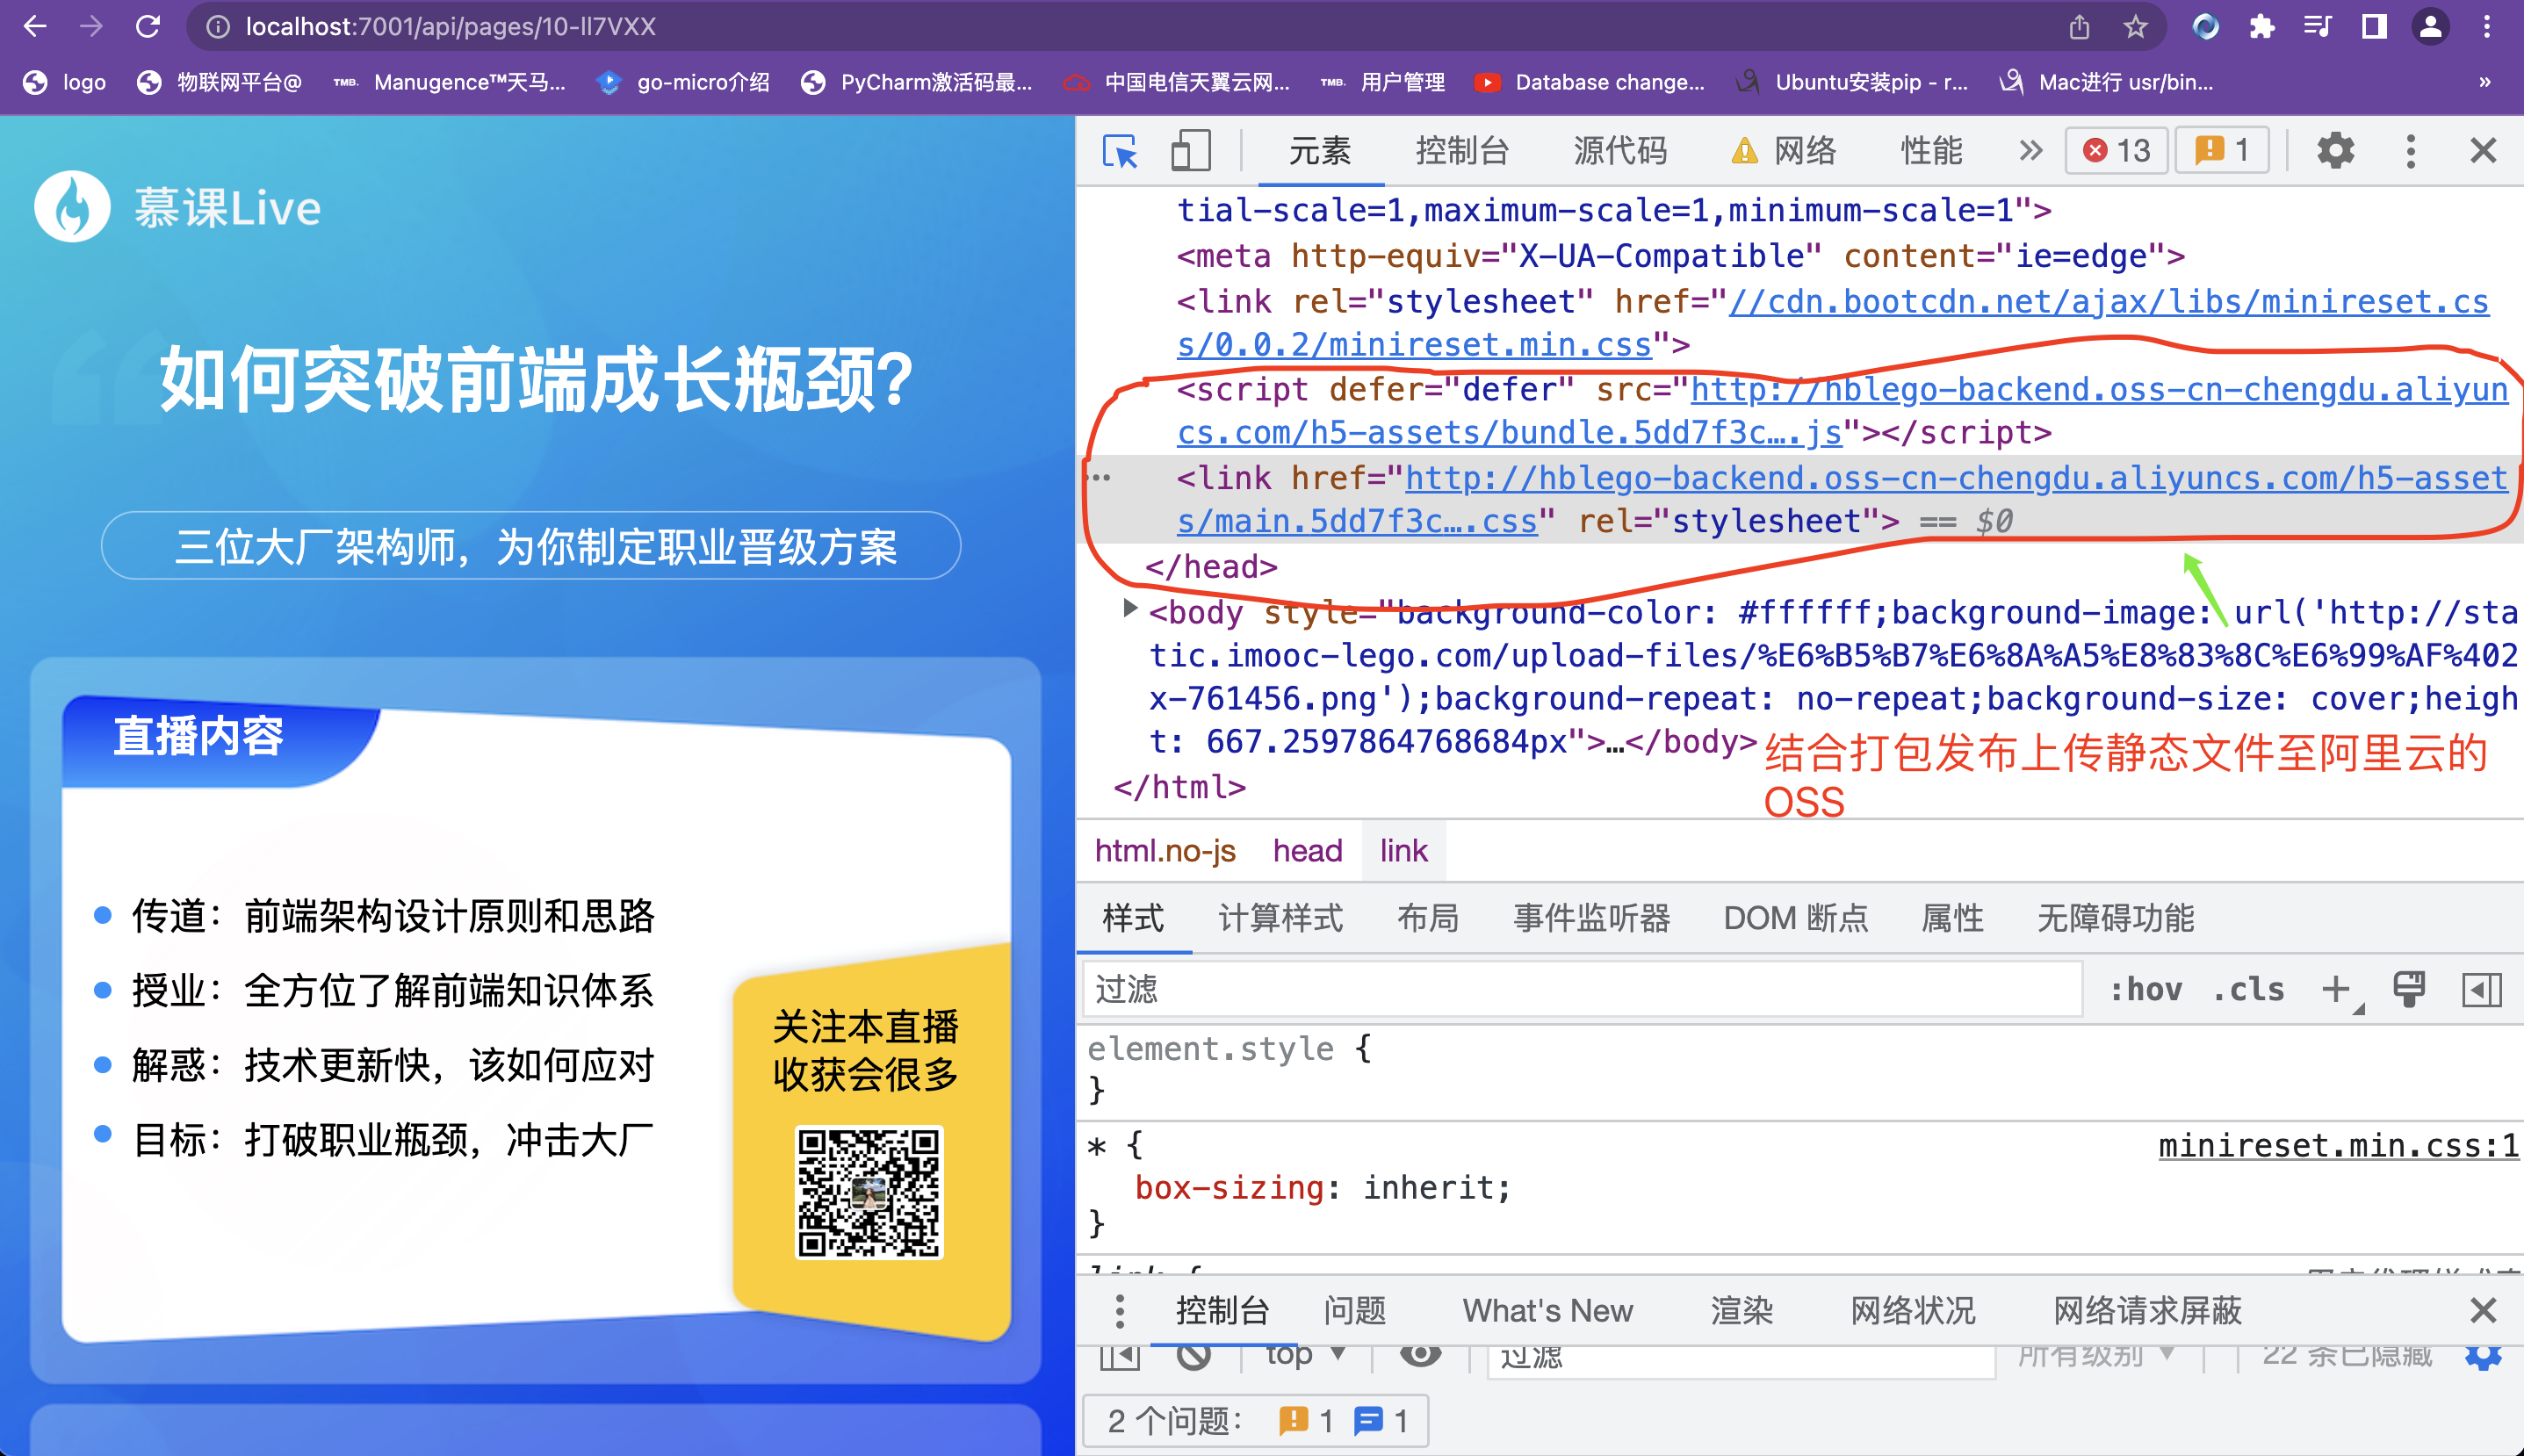 localhost:7001/api/pages/10-ll7VXX
logo
物联网平台@
TMB.
Manugence™天马...
go-micro介绍
PyCharm激活码最...
中国电信天翼云网...
TMB.
用户管理
Database change...
Ubuntu安装pip - r...
Mac进行 usr/bin...
»
慕课Live
如何突破前端成长瓶颈?
三位大厂架构师，为你制定职业晋级方案
直播内容
传道：前端架构设计原则和思路
授业：全方位了解前端知识体系
解惑：技术更新快，该如何应对
目标：打破职业瓶颈，冲击大厂
关注本直播
收获会很多
元素
控制台
源代码
网络
性能
»
13
1
tial-scale=1,maximum-scale=1,minimum-scale=1">
<meta http-equiv="X-UA-Compatible" content="ie=edge">
<link rel="stylesheet" href="//cdn.bootcdn.net/ajax/libs/minireset.cs
s/0.0.2/minireset.min.css">
<script defer="defer" src="http://hblego-backend.oss-cn-chengdu.aliyun
cs.com/h5-assets/bundle.5dd7f3c….js"></script>
<link href="http://hblego-backend.oss-cn-chengdu.aliyuncs.com/h5-asset
s/main.5dd7f3c….css" rel="stylesheet"> == $0
</head>
<body style="background-color: #ffffff;background-image: url('http://sta
tic.imooc-lego.com/upload-files/%E6%B5%B7%E6%8A%A5%E8%83%8C%E6%99%AF%402
x-761456.png');background-repeat: no-repeat;background-size: cover;heigh
t: 667.2597864768684px">…</body>
</html>
结合打包发布上传静态文件至阿里云的
OSS
html.no-js
head
link
样式
计算样式
布局
事件监听器
DOM 断点
属性
无障碍功能
过滤
:hov
.cls
element.style {
}
* {
minireset.min.css:1
box-sizing: inherit;
}
link {
控制台
问题
What's New
渲染
网络状况
网络请求屏蔽
top
过滤
所有级别
22 条已隐藏
2 个问题：
1
1